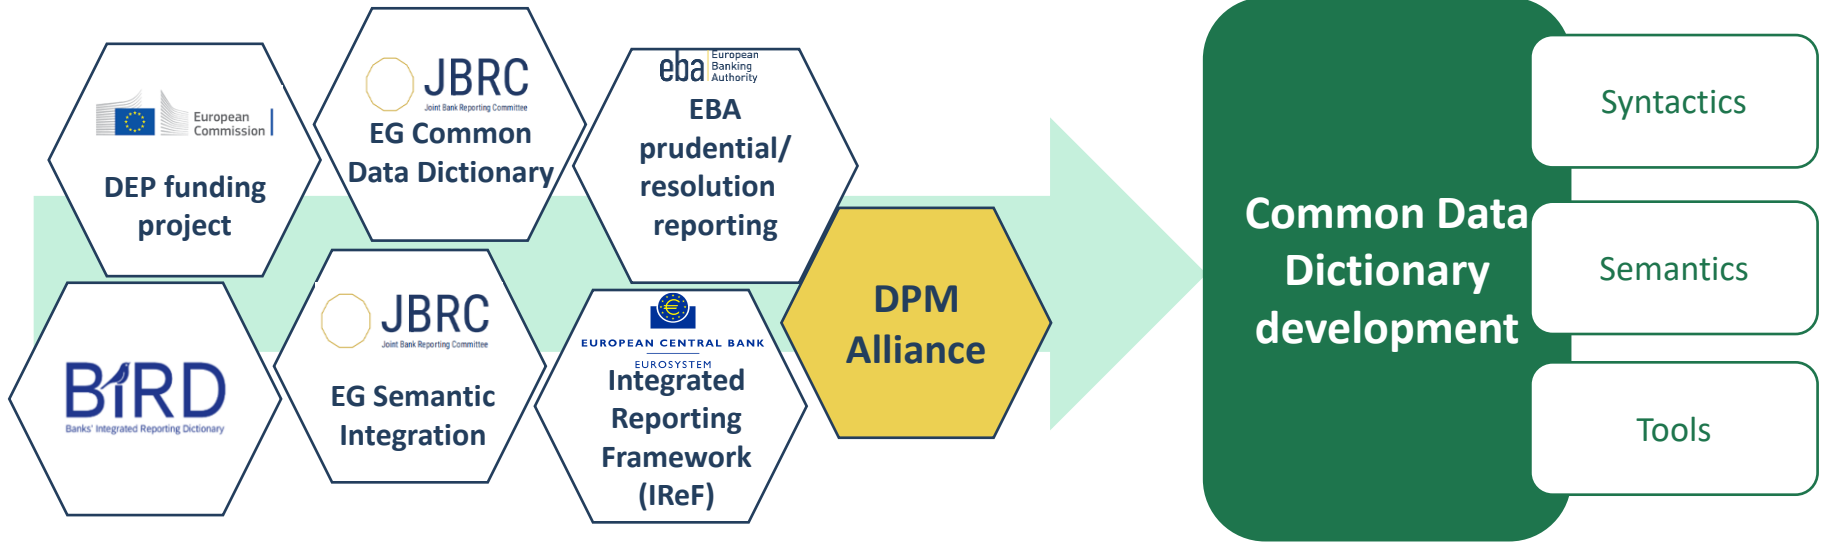 European
Commission
DEP funding
project
JBRC
Joint Bank Reporting Committee
EG Common
Data Dictionary
eba
European
Banking
Authority
EBA
prudential/
resolution
reporting
BIRD
Banks' Integrated Reporting Dictionary
JBRC
Joint Bank Reporting Committee
EG Semantic
Integration
EUROPEAN CENTRAL BANK
EUROSYSTEM
Integrated
Reporting
Framework
(IReF)
DPM
Alliance
Common Data
Dictionary
development
Syntactics
Semantics
Tools